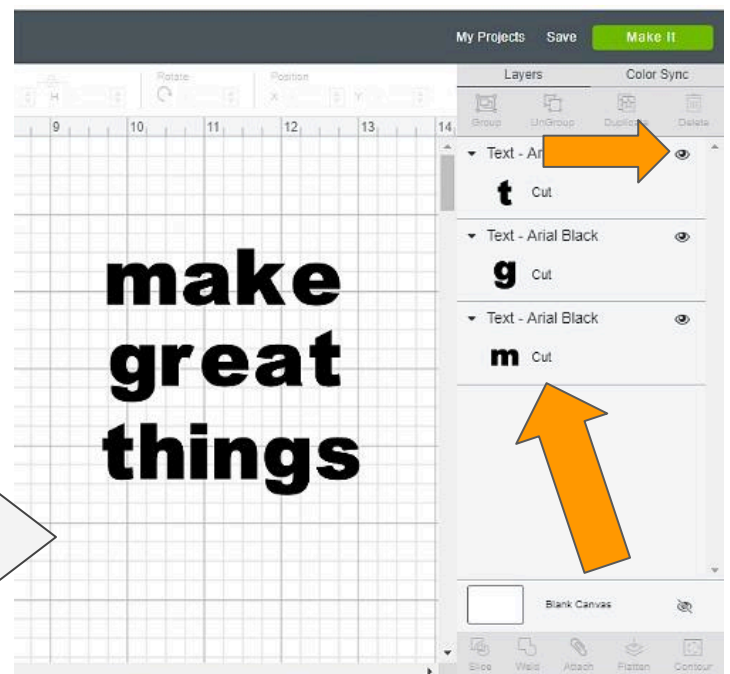 My Projects Save Make It
Layers Color Sync
Rotate Position
H X Y
Group UnGroup Duplicate Delete
9 10 11 12 13 14
Text - Ar
t Cut
Text - Arial Black
g Cut
Text - Arial Black
m Cut
make
great
things
Blank Canvas
Slice Weld Attach Flatten Contour